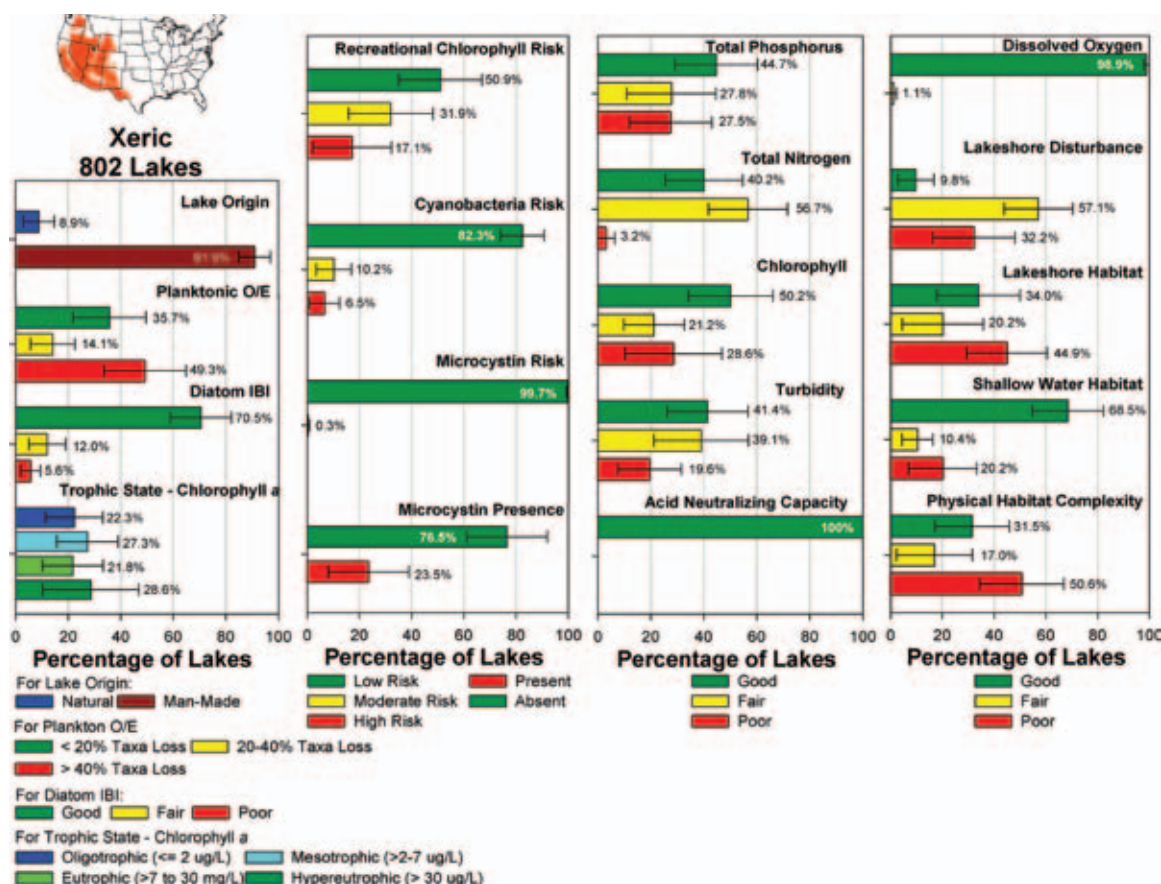 Xeric
802 Lakes
Lake Origin
8.9%
Planktonic O/E
35.7%
14.1%
49.3%
Diatom IBI
70.5%
12.0%
5.6%
Trophic State - Chlorophyll a
22.3%
27.3%
21.8%
28.6%
0 20 40 60 80 100
Percentage of Lakes
For Lake Origin:
Natural Man-Made
For Plankton O/E
< 20% Taxa Loss 20-40% Taxa Loss
> 40% Taxa Loss
For Diatom IBI:
Good Fair Poor
For Trophic State - Chlorophyll a
Oligotrophic (<= 2 ug/L) Mesotrophic (>2-7 ug/L)
Eutrophic (>7 to 30 mg/L) Hypereutrophic (> 30 ug/L)
Recreational Chlorophyll Risk
50.9%
31.9%
17.1%
Cyanobacteria Risk
82.3%
10.2%
6.5%
Microcystin Risk
99.7%
0.3%
Microcystin Presence
76.5%
23.5%
0 20 40 60 80 100
Percentage of Lakes
Low Risk Present
Moderate Risk Absent
High Risk
Total Phosphorus
44.7%
27.8%
27.5%
Total Nitrogen
40.2%
56.7%
3.2%
Chlorophyll
50.2%
21.2%
28.6%
Turbidity
41.4%
39.1%
19.6%
Acid Neutralizing Capacity
100%
0 20 40 60 80 100
Percentage of Lakes
Good
Fair
Poor
Dissolved Oxygen
98.9%
1.1%
Lakeshore Disturbance
9.8%
57.1%
32.2%
Lakeshore Habitat
34.0%
20.2%
44.9%
Shallow Water Habitat
68.5%
10.4%
20.2%
Physical Habitat Complexity
31.5%
17.0%
50.6%
0 20 40 60 80 100
Percentage of Lakes
Good
Fair
Poor